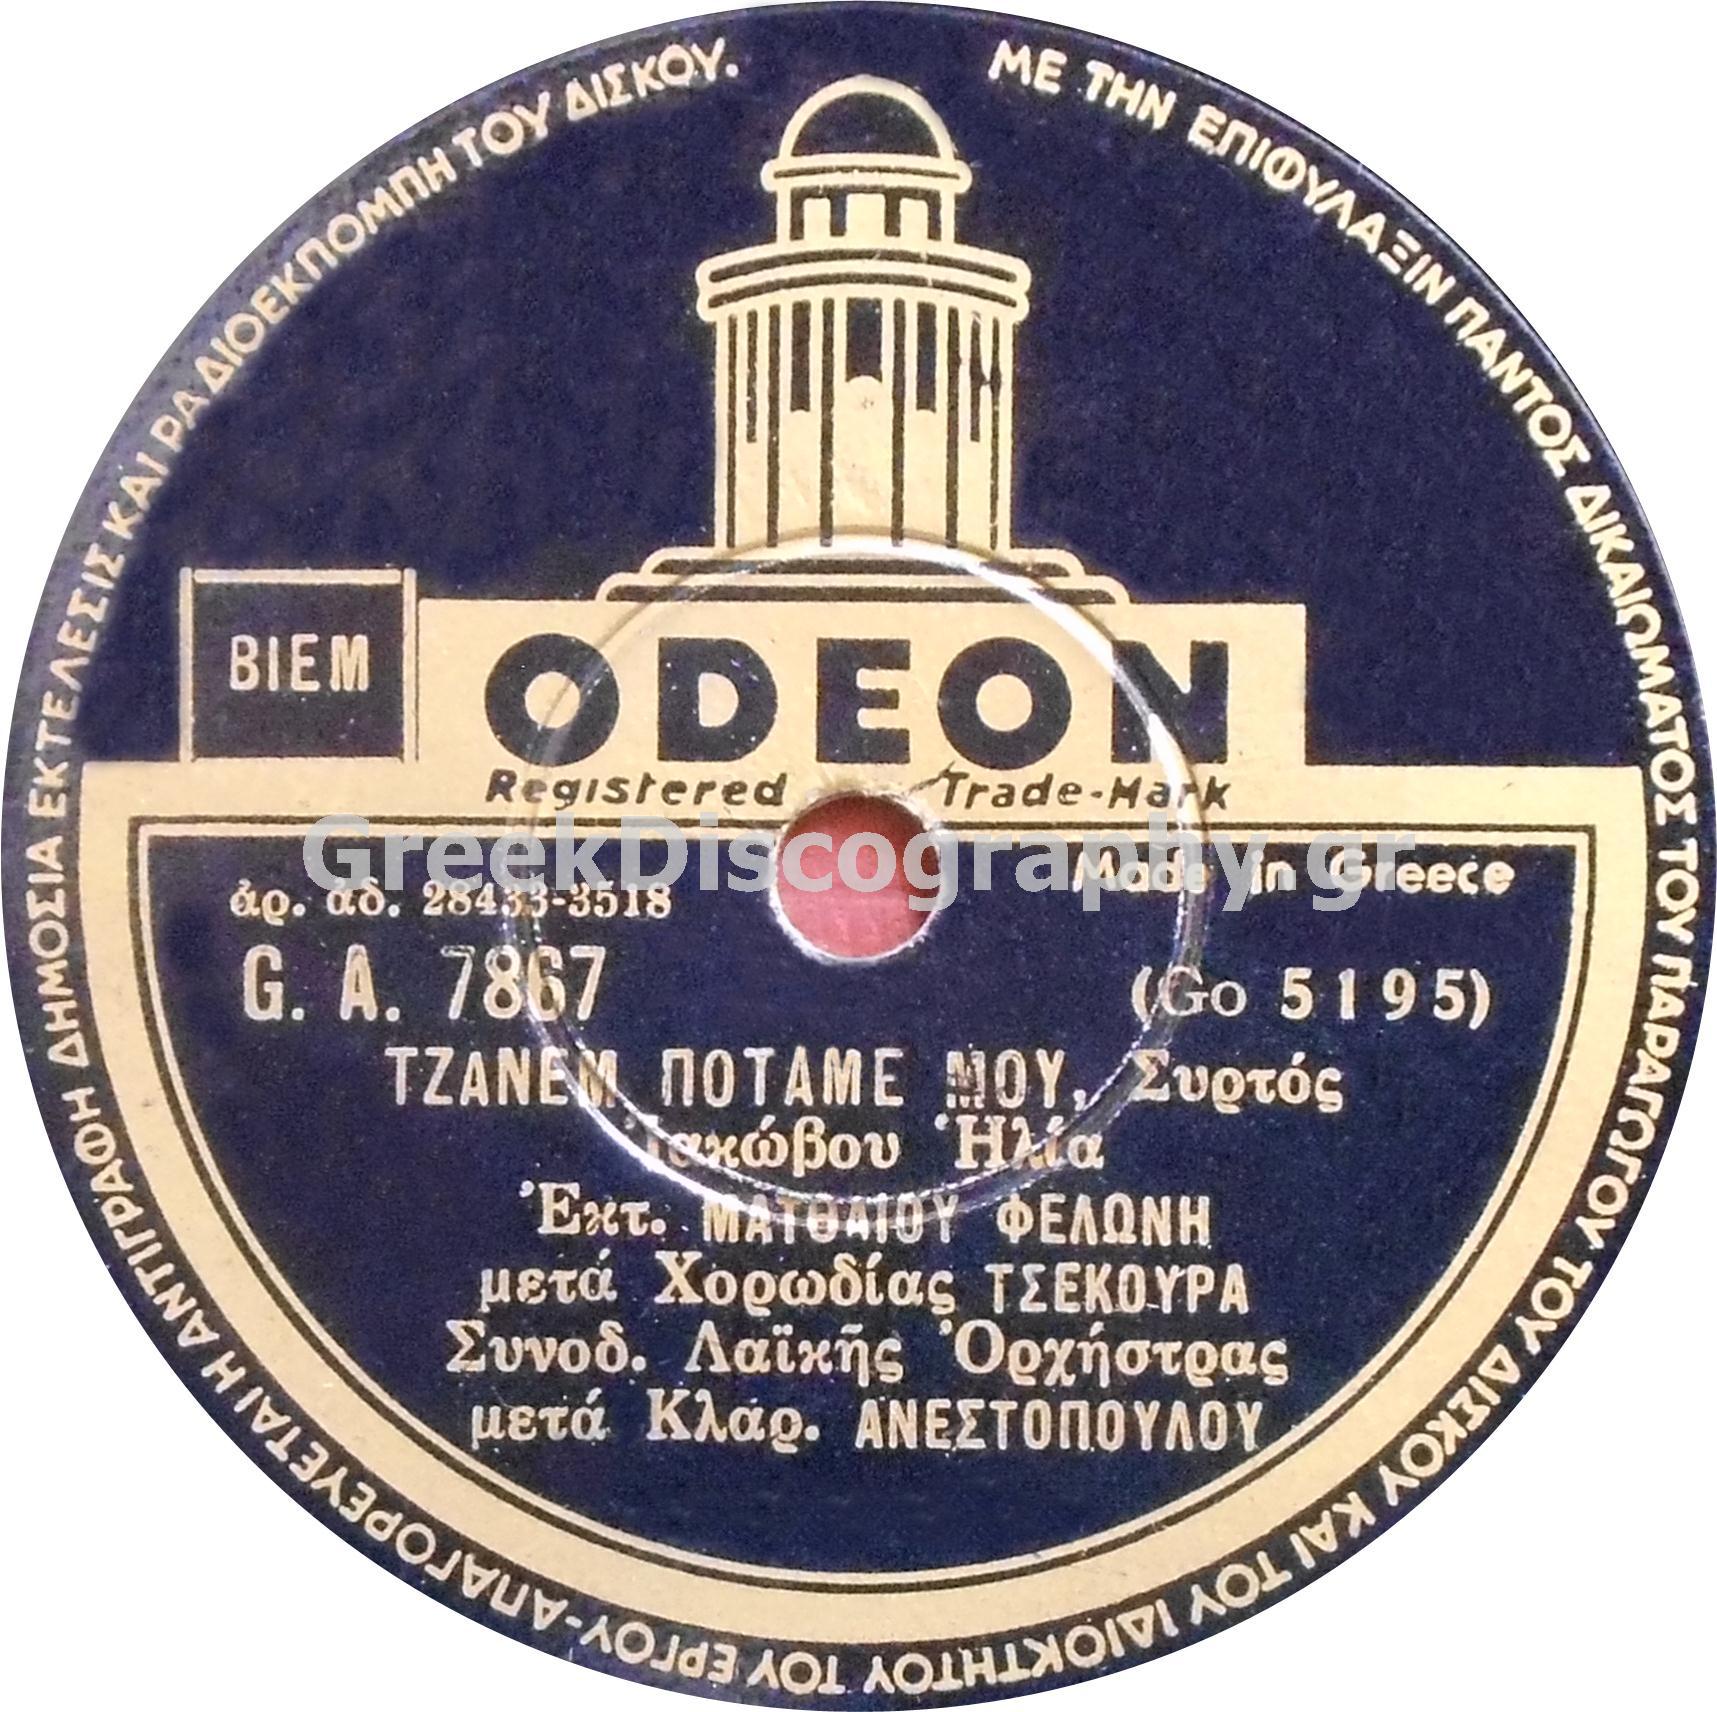 ΜΕ ΤΗΝ ΕΠΙΦΥΛΑΞΙΝ ΠΑΝΤΟΣ ΔΙΚΑΙΩΜΑΤΟΣ ΤΟΥ ΠΑΡΑΓΩΓΟΥ ΤΟΥ ΔΙΣΚΟΥ ΚΑΙ ΤΟΥ ΙΔΙΟΚΤΗΤΟΥ ΤΟΥ ΕΡΓΟΥ-ΑΠΑΓΟΡΕΥΕΤΑΙ Η ΑΝΤΙΓΡΑΦΗ ΔΗΜΟΣΙΑ ΕΚΤΕΛΕΣΙΣ ΚΑΙ ΡΑΔΙΟΕΚΠΟΜΠΗ ΤΟΥ ΔΙΣΚΟΥ.
BIEM
ODEON
Registered Trade-Mark
GreekDiscography.gr
Made in Greece
ἀρ. ἀδ. 28433-3518
G. A. 7867 (Go 5195)
ΤΖΑΝΕΜ ΠΟΤΑΜΕ ΜΟΥ, Συρτός
Ἰακώβου Ἠλία
Ἐκτ. ΜΑΤΘΑΙΟΥ ΦΕΛΩΝΗ
μετά Χορωδίας ΤΣΕΚΟΥΡΑ
Συνοδ. Λαϊκῆς Ὀρχήστρας
μετά Κλαρ. ΑΝΕΣΤΟΠΟΥΛΟΥ